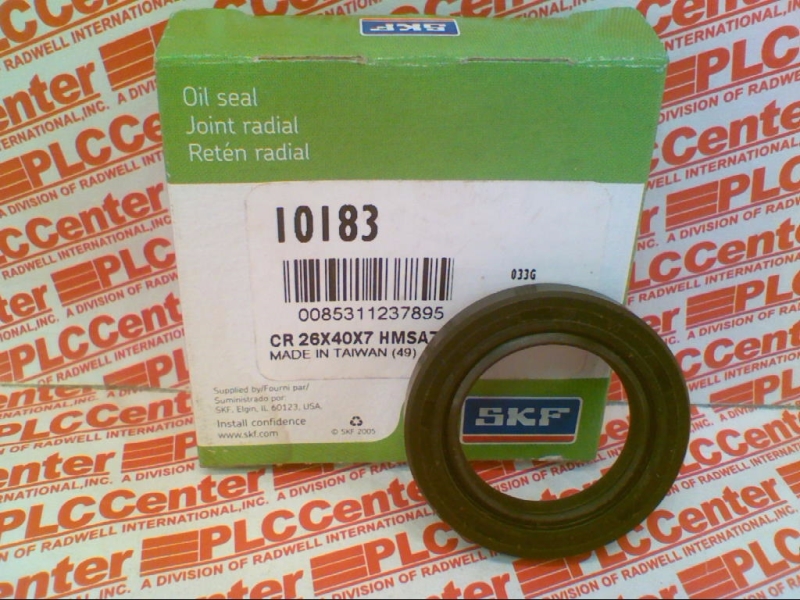 SKF
Oil seal
Joint radial
Retén radial
10183
033G
0085311237895
CR 26X40X7 HMSA7
MADE IN TAIWAN (49)
Supplied by/Fourni par/
Suministrado por:
SKF, Elgin, IL 60123, USA.
Install confidence
www.skf.com
© SKF 2005
SKF
PLCCenter
A DIVISION OF RADWELL INTERNATIONAL, INC.